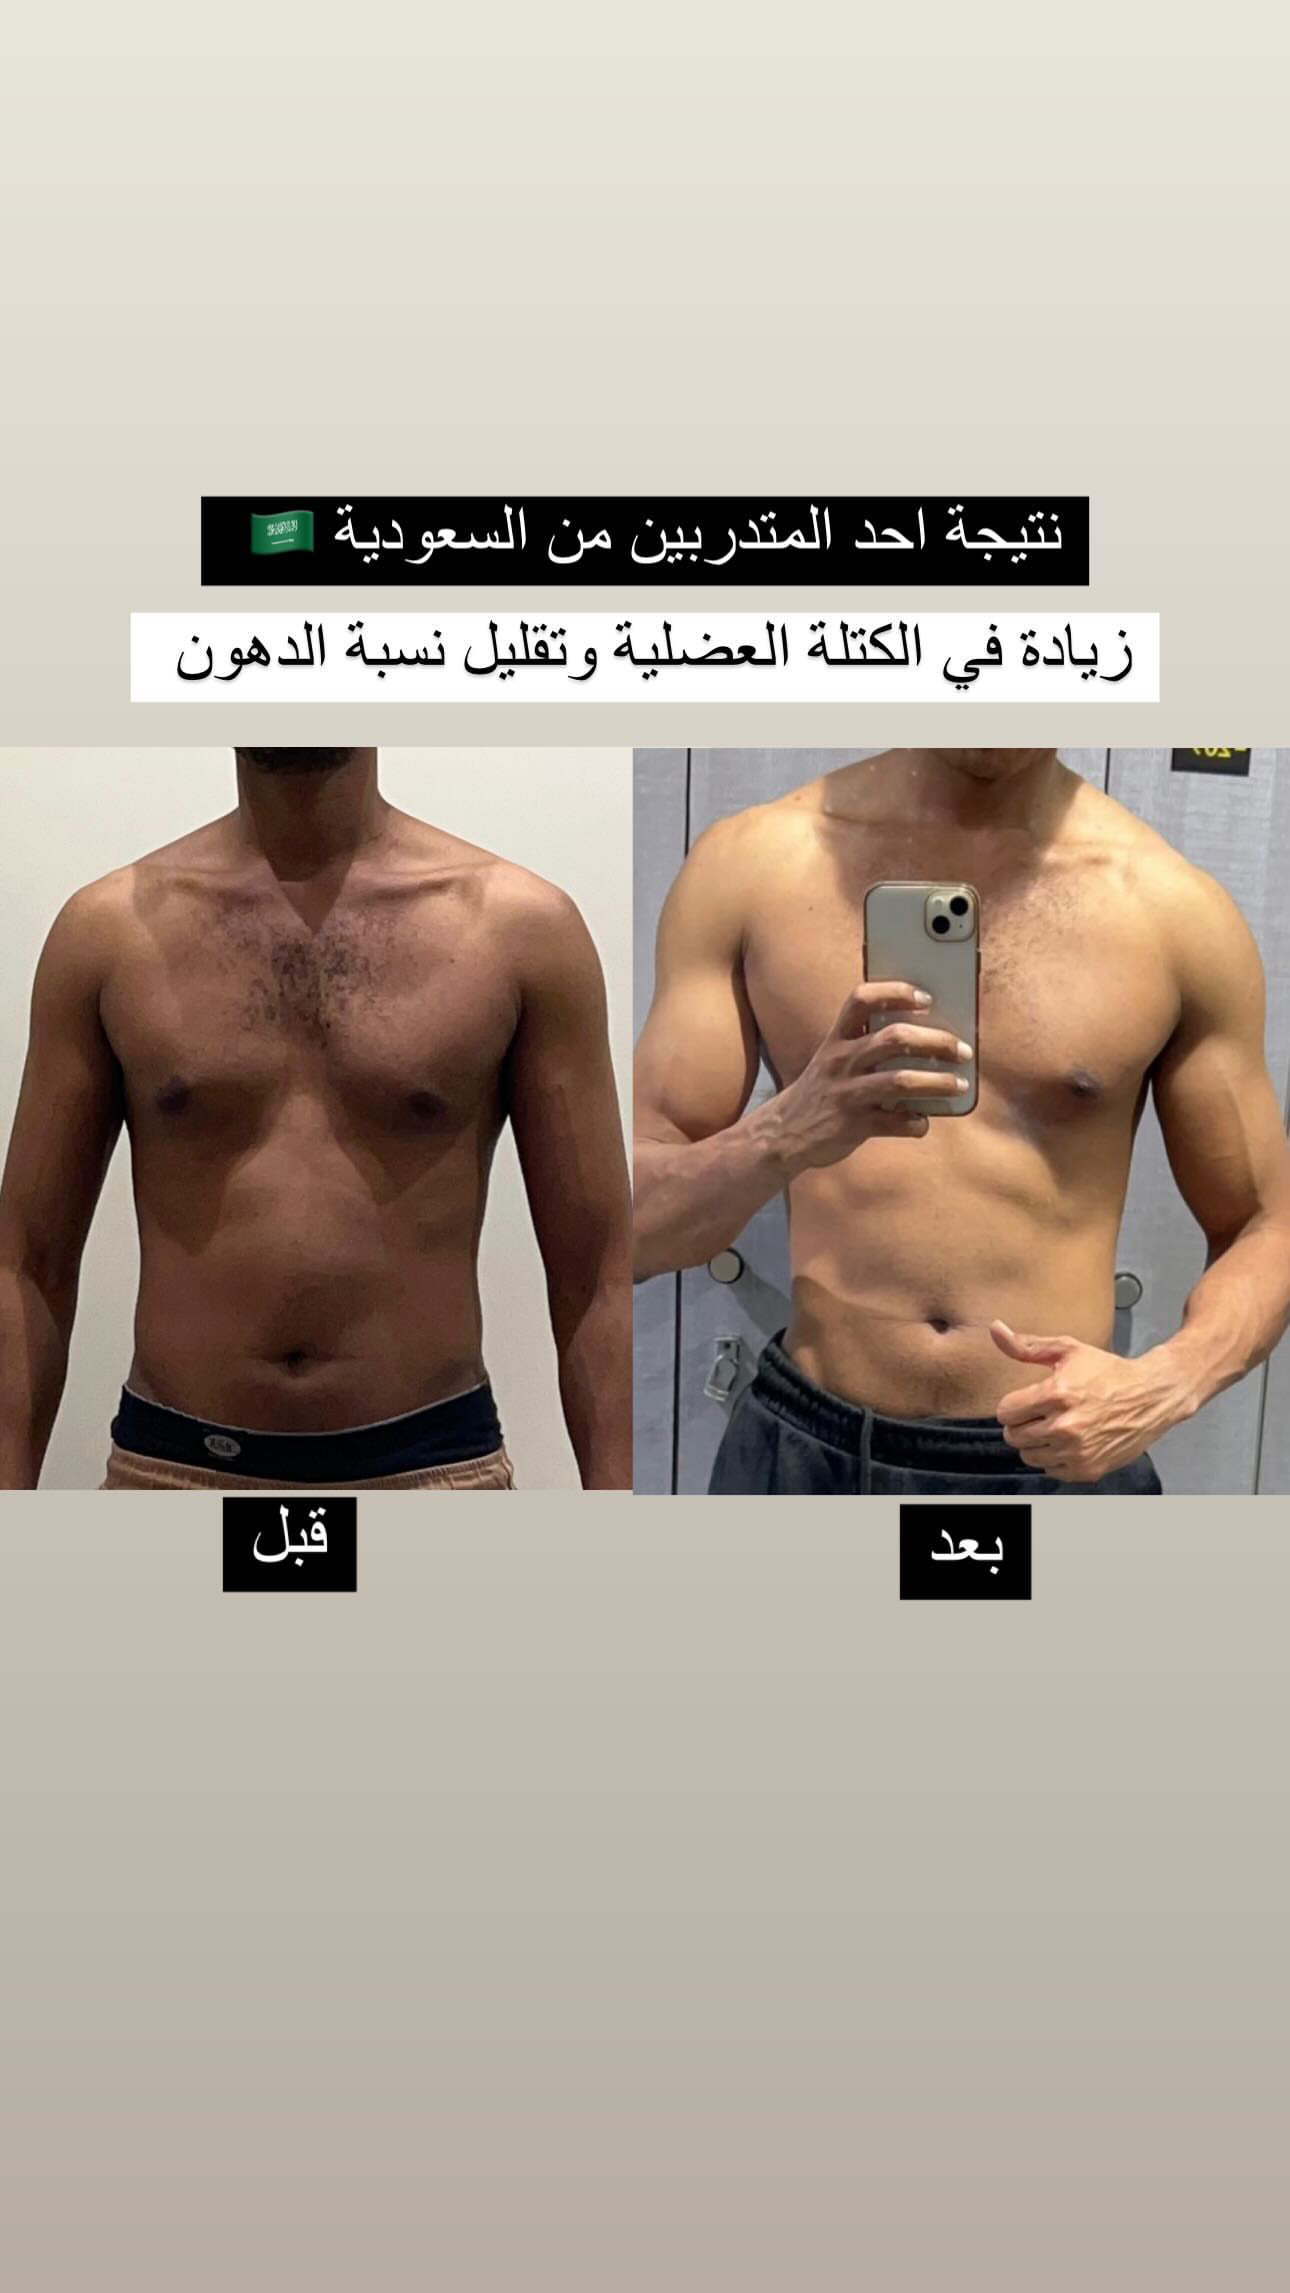 نتيجة احد المتدربين من السعودية 🇸🇦
زيادة في الكتلة العضلية وتقليل نسبة الدهون
قبل
بعد